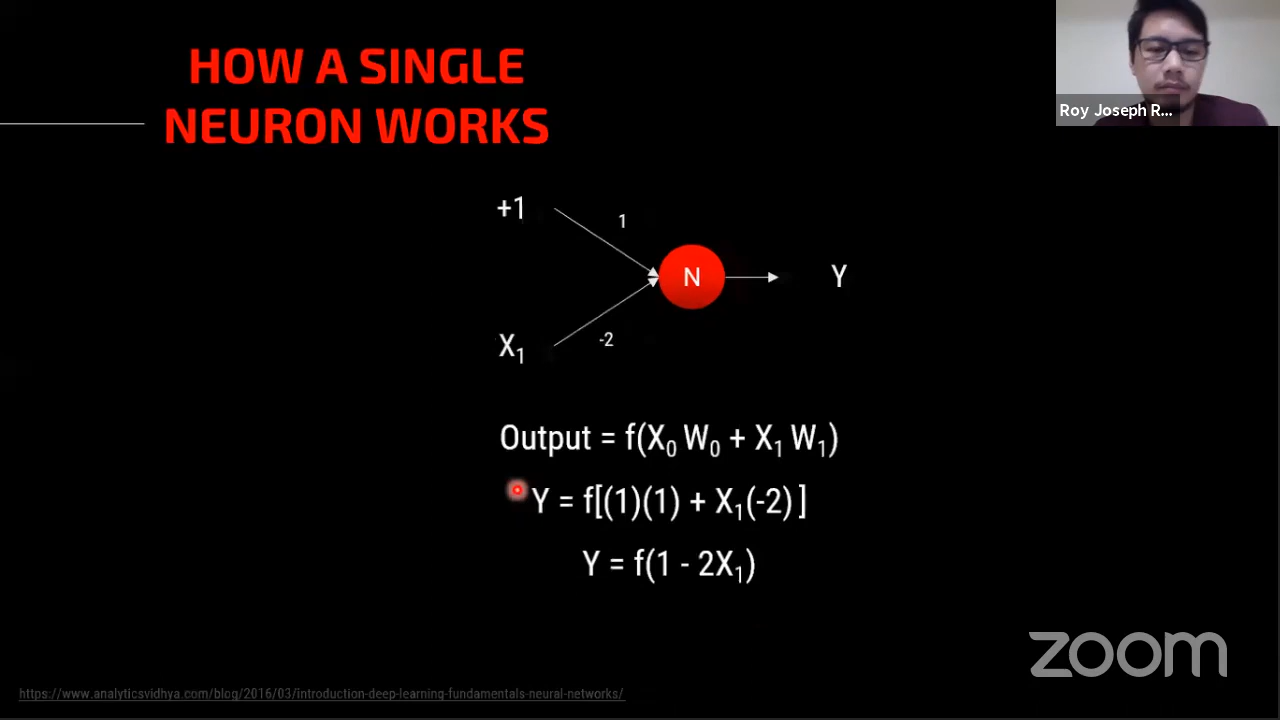 HOW A SINGLE
NEURON WORKS
Roy Joseph R...
+1
1
N
Y
X₁
-2
Output = f(X₀ W₀ + X₁ W₁)
Y = f[(1)(1) + X₁(-2) ]
Y = f(1 - 2X₁)
zoom
https://www.analyticsvidhya.com/blog/2016/03/introduction-deep-learning-fundamentals-neural-networks/